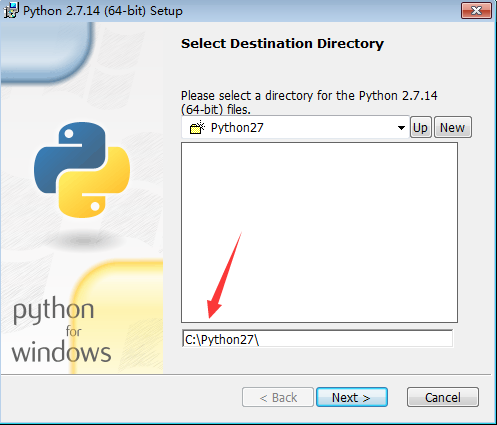 Python 2.7.14 (64-bit) Setup
Select Destination Directory
Please select a directory for the Python 2.7.14
(64-bit) files.
Python27
Up
New
C:\Python27\
python
for
windows
< Back
Next >
Cancel